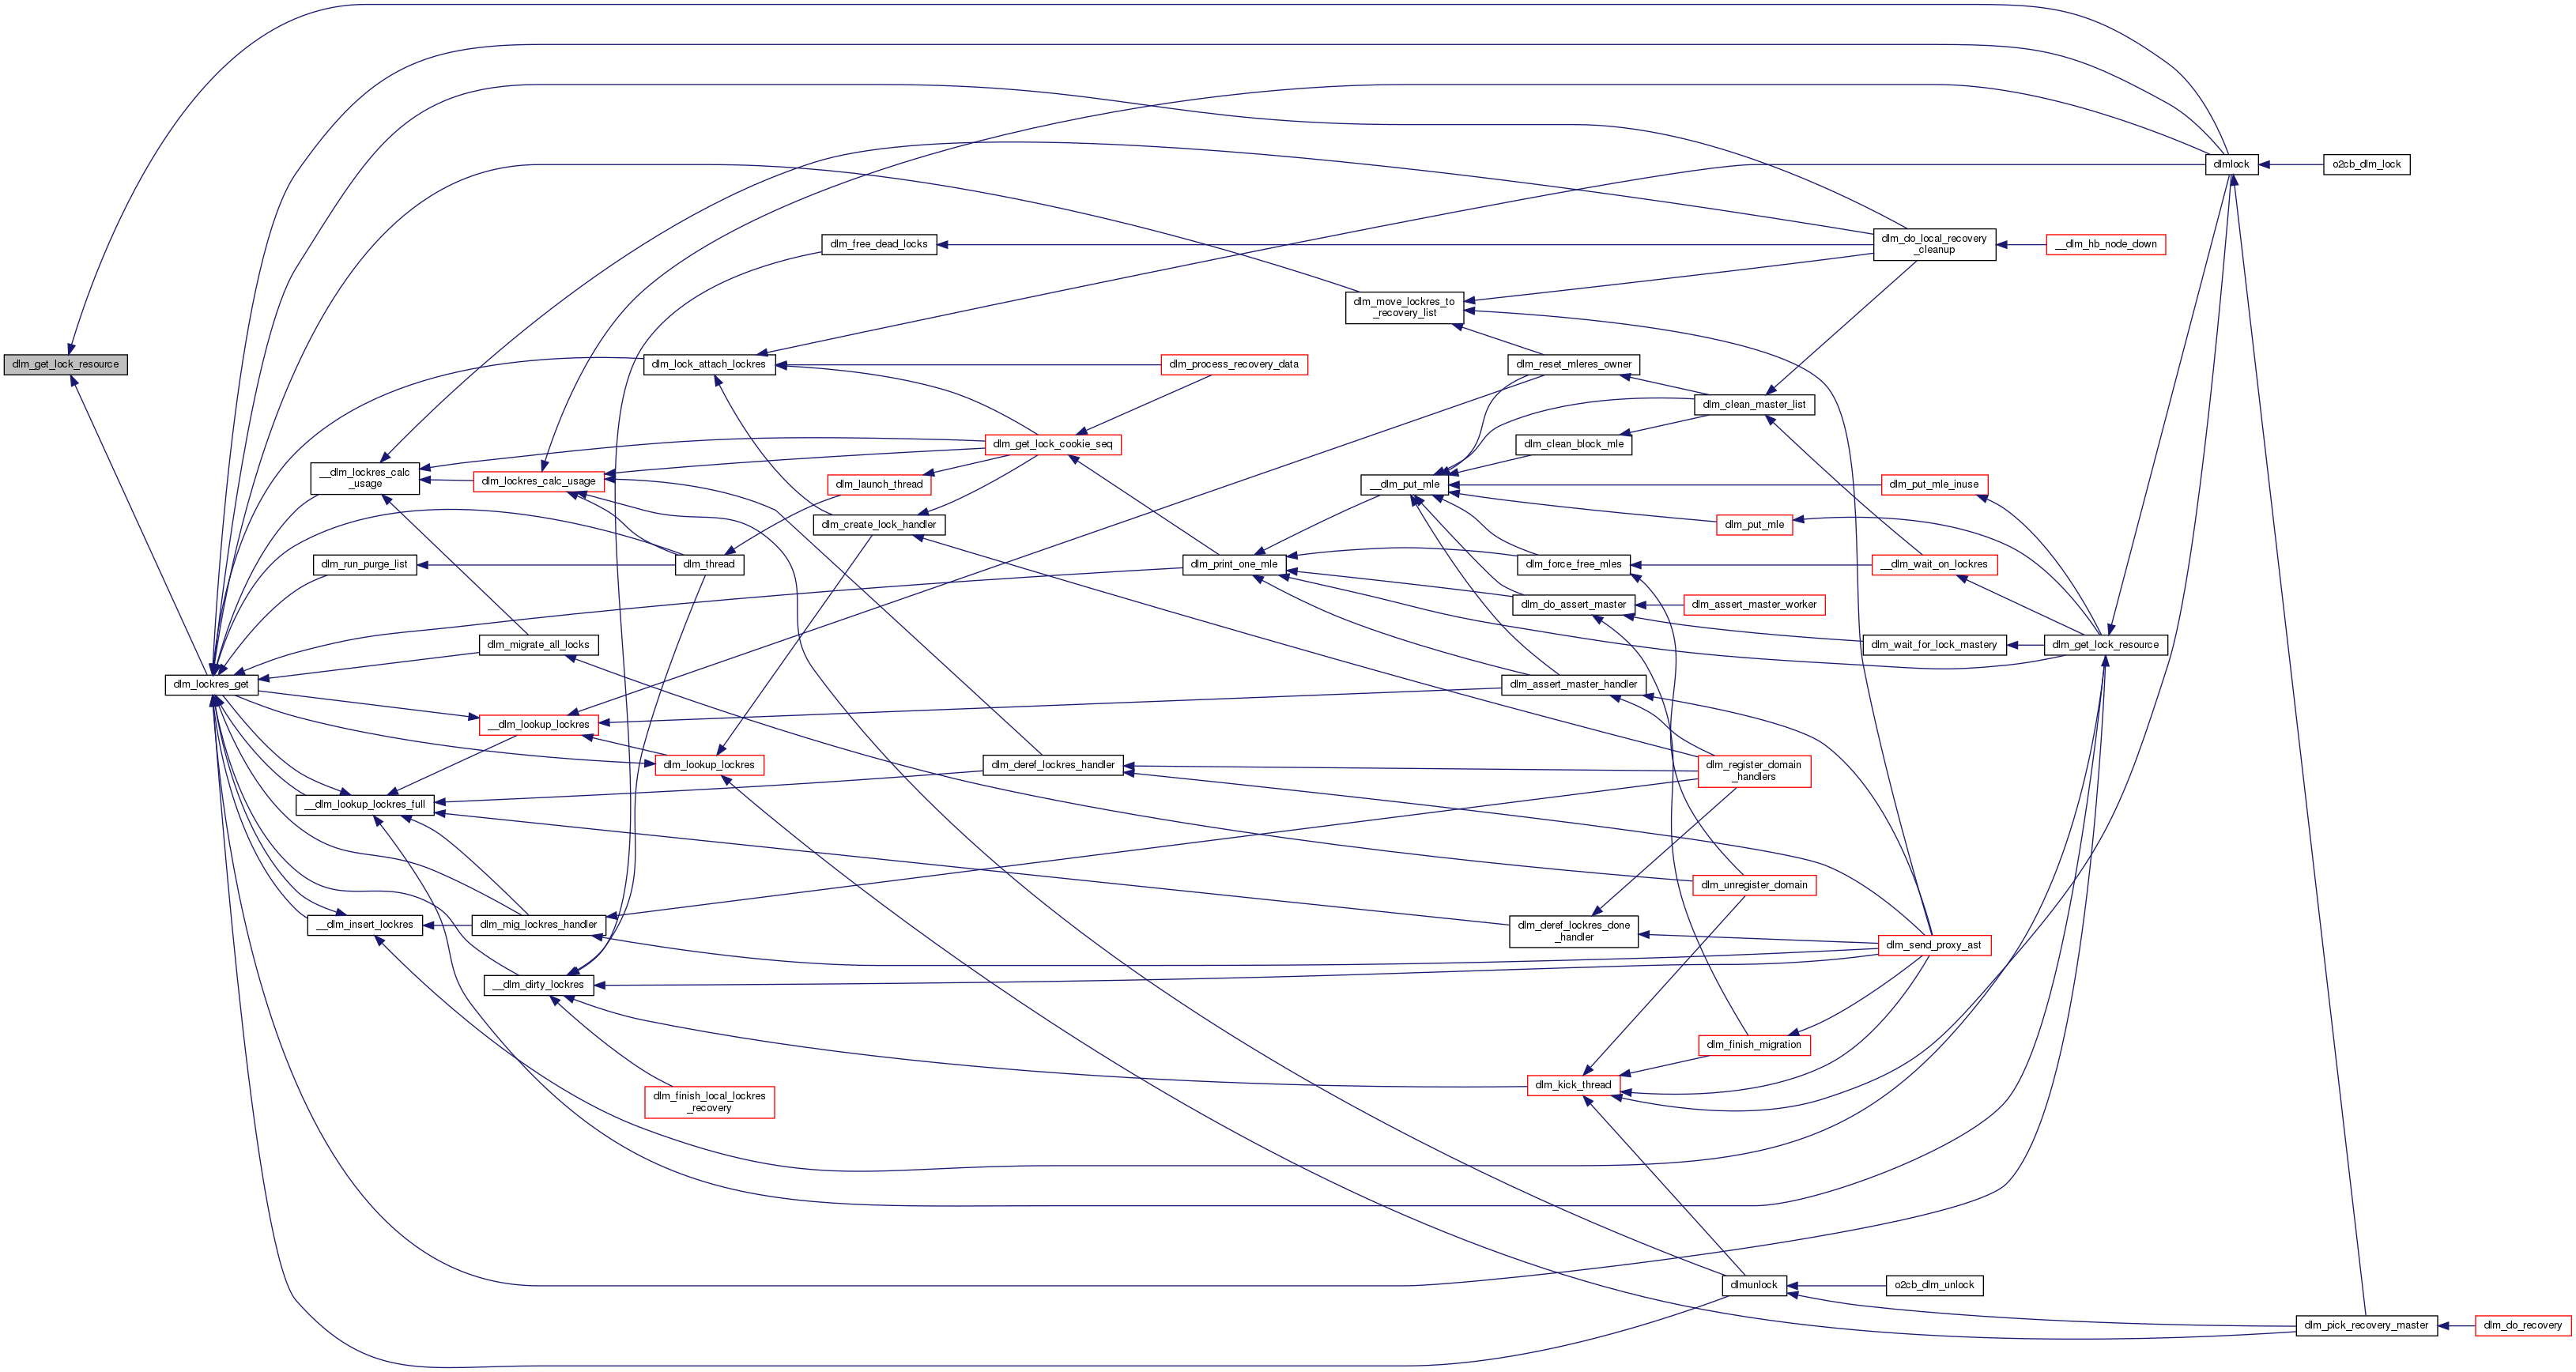 dlmlock
o2cb_dlm_lock
dlm_free_dead_locks
dlm_do_local_recovery
_cleanup
__dlm_hb_node_down
dlm_move_lockres_to
_recovery_list
dlm_get_lock_resource
dlm_lock_attach_lockres
dlm_process_recovery_data
dlm_reset_mleres_owner
dlm_clean_master_list
dlm_get_lock_cookie_seq
dlm_clean_block_mle
__dlm_lockres_calc
_usage
dlm_lockres_calc_usage
dlm_launch_thread
__dlm_put_mle
dlm_put_mle_inuse
dlm_create_lock_handler
dlm_put_mle
dlm_run_purge_list
dlm_thread
dlm_print_one_mle
dlm_force_free_mles
__dlm_wait_on_lockres
dlm_do_assert_master
dlm_assert_master_worker
dlm_migrate_all_locks
dlm_wait_for_lock_mastery
dlm_get_lock_resource
dlm_lockres_get
dlm_assert_master_handler
__dlm_lookup_lockres
dlm_lookup_lockres
dlm_deref_lockres_handler
dlm_register_domain
_handlers
__dlm_lookup_lockres_full
dlm_unregister_domain
__dlm_insert_lockres
dlm_mig_lockres_handler
dlm_deref_lockres_done
_handler
dlm_send_proxy_ast
__dlm_dirty_lockres
dlm_finish_migration
dlm_kick_thread
dlm_finish_local_lockres
_recovery
dlmunlock
o2cb_dlm_unlock
dlm_pick_recovery_master
dlm_do_recovery